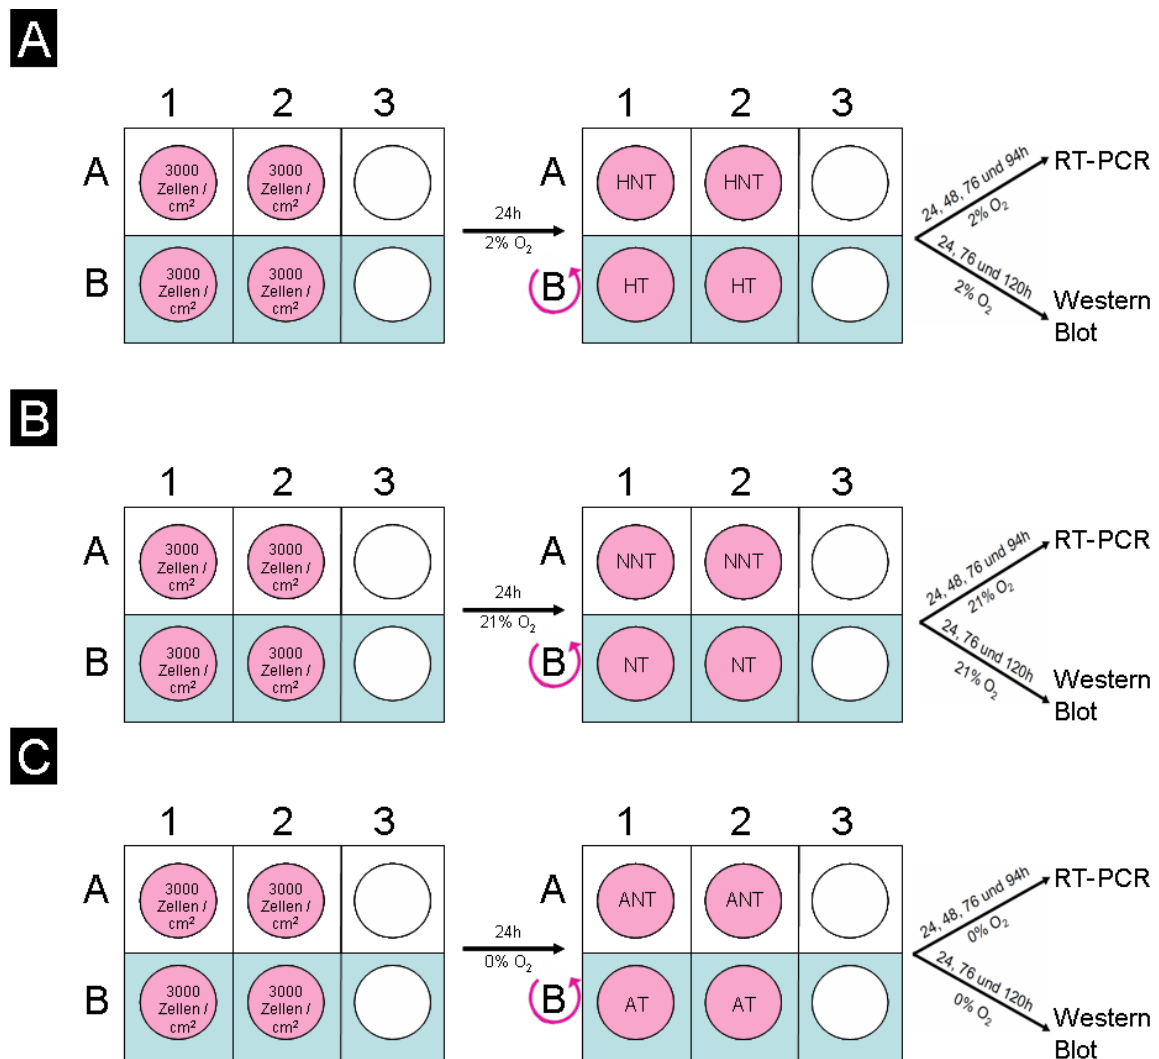 A
1 2 3 1 2 3
A 3000 Zellen / cm² 3000 Zellen / cm² A HNT HNT
24h
2% O₂
24, 48, 76 und 94h
2% O₂
RT-PCR
B 3000 Zellen / cm² 3000 Zellen / cm² B HT HT
24, 76 und 120h
2% O₂
Western
Blot
B
1 2 3 1 2 3
A 3000 Zellen / cm² 3000 Zellen / cm² A NNT NNT
24h
21% O₂
24, 48, 76 und 94h
21% O₂
RT-PCR
B 3000 Zellen / cm² 3000 Zellen / cm² B NT NT
24, 76 und 120h
21% O₂
Western
Blot
C
1 2 3 1 2 3
A 3000 Zellen / cm² 3000 Zellen / cm² A ANT ANT
24h
0% O₂
24, 48, 76 und 94h
0% O₂
RT-PCR
B 3000 Zellen / cm² 3000 Zellen / cm² B AT AT
24, 76 und 120h
0% O₂
Western
Blot